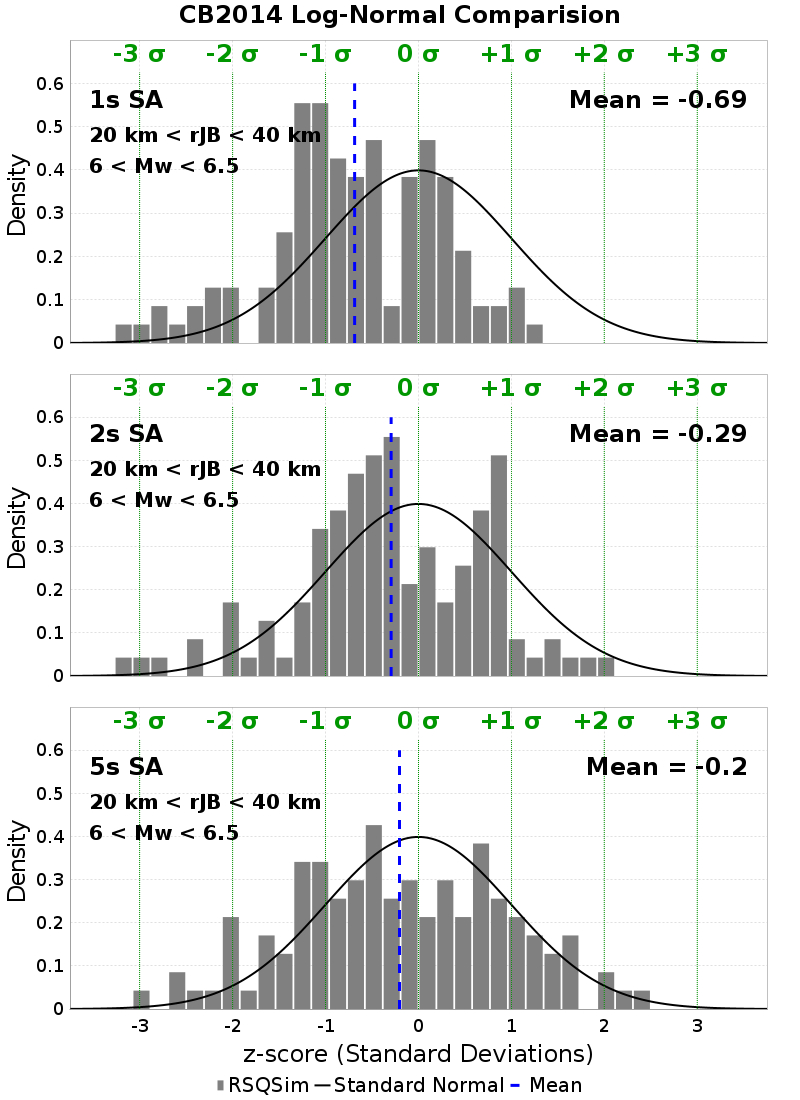 CB2014 Log-Normal Comparision
-3 σ -2 σ -1 σ 0 σ +1 σ +2 σ +3 σ
0.6
1s SA Mean = -0.69
0.5
20 km < rJB < 40 km
6 < Mw < 6.5
0.4
0.3
0.2
0.1
0
Density
-3 σ -2 σ -1 σ 0 σ +1 σ +2 σ +3 σ
0.6
2s SA Mean = -0.29
0.5
20 km < rJB < 40 km
6 < Mw < 6.5
0.4
0.3
0.2
0.1
0
Density
-3 σ -2 σ -1 σ 0 σ +1 σ +2 σ +3 σ
0.6
5s SA Mean = -0.2
0.5
20 km < rJB < 40 km
6 < Mw < 6.5
0.4
0.3
0.2
0.1
0
Density
-3 -2 -1 0 1 2 3
z-score (Standard Deviations)
RSQSim Standard Normal Mean